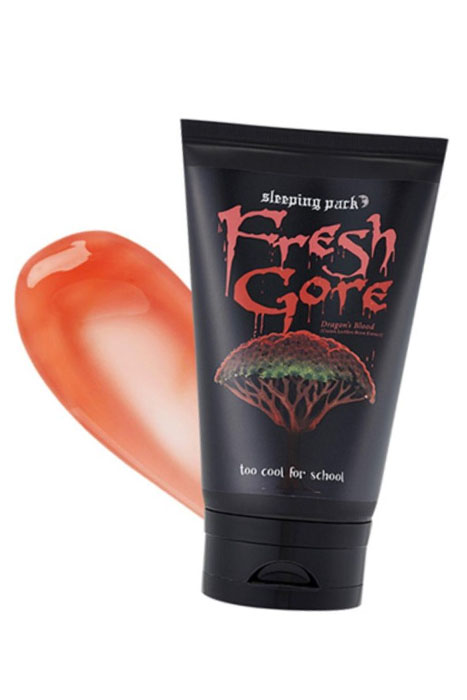 sleeping pack
Fresh
Gore
Dragon's Blood
too cool for school